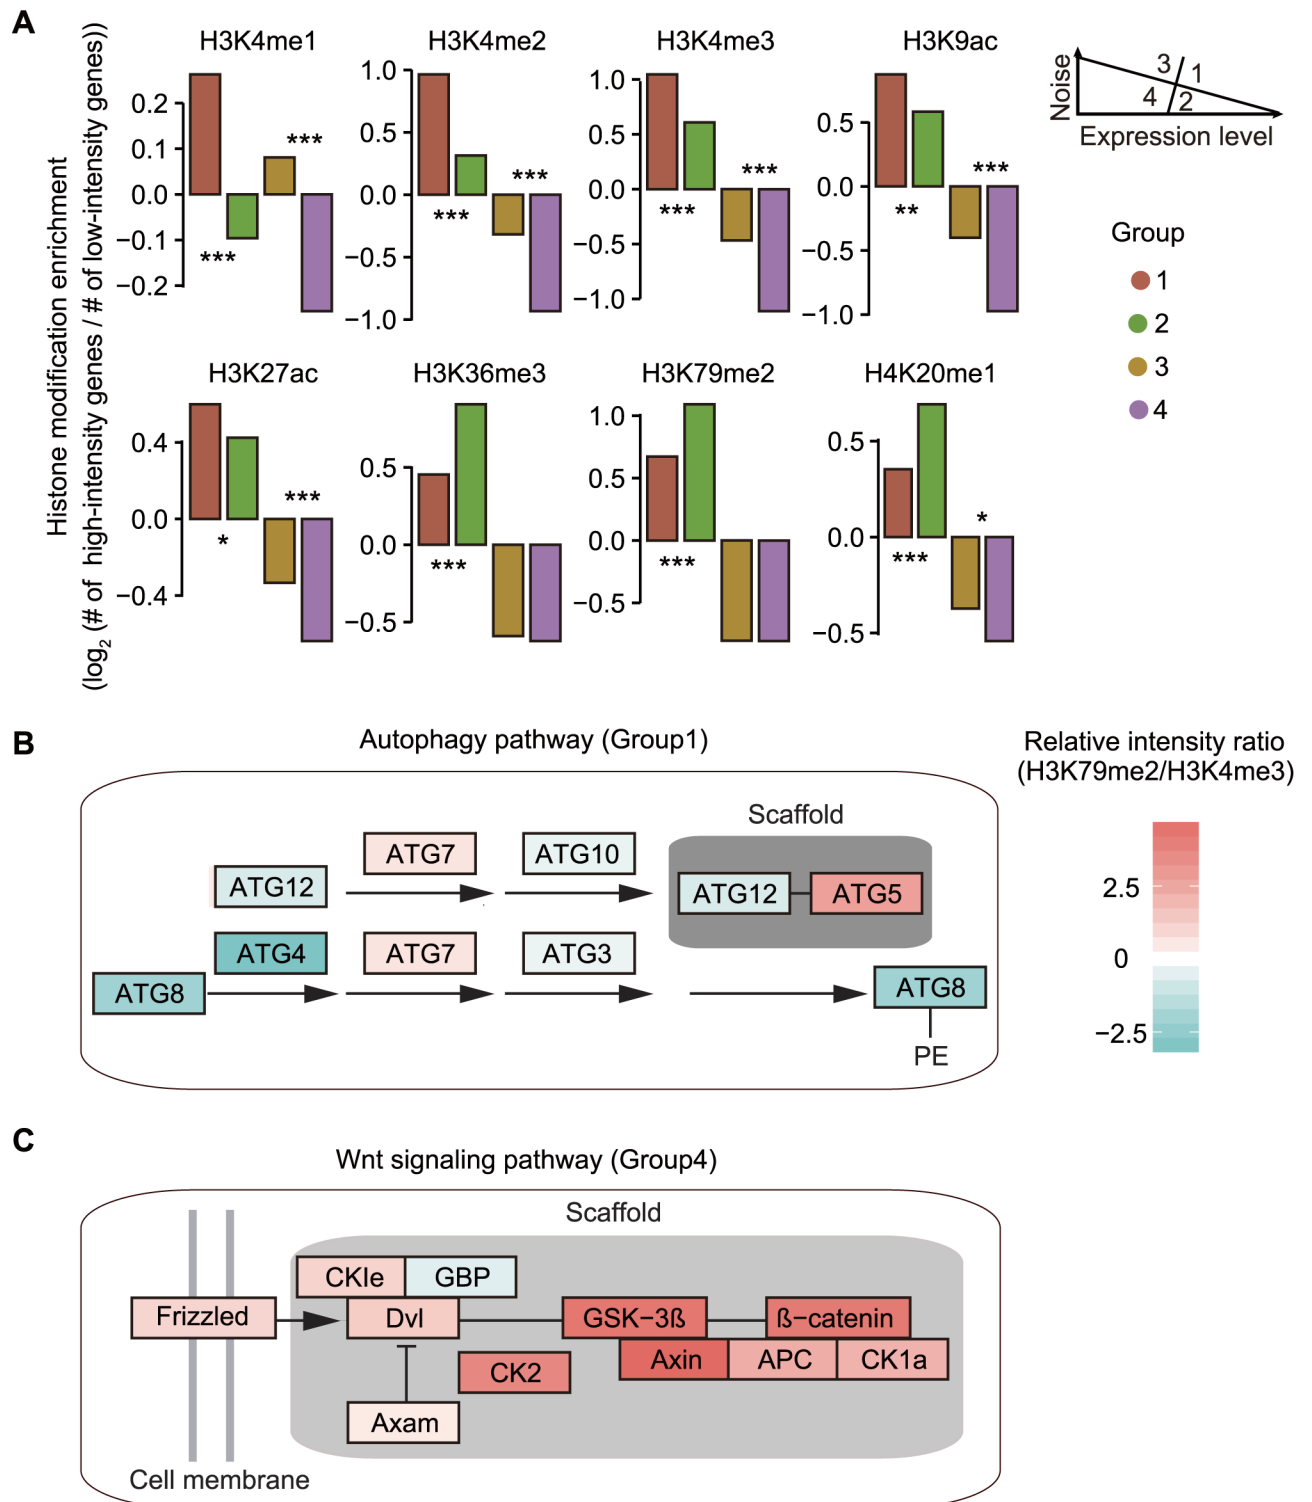 A
H3K4me1
H3K4me2
H3K4me3
H3K9ac
Histone modification enrichment
(log2 (# of high-intensity genes / # of low-intensity genes))
0.2
0.1
0.0
−0.1
−0.2
***
***
1.0
0.5
0.0
−0.5
−1.0
***
***
1.0
0.5
0.0
−0.5
−1.0
***
***
0.5
0.0
−0.5
−1.0
**
***
Noise
3
1
4
2
Expression level
Group
1
2
3
4
H3K27ac
H3K36me3
H3K79me2
H4K20me1
0.4
0.0
−0.4
*
***
0.5
0.0
−0.5
***
1.0
0.5
0.0
−0.5
***
0.5
0.0
−0.5
***
*
B
Autophagy pathway (Group1)
Relative intensity ratio
(H3K79me2/H3K4me3)
2.5
0
−2.5
Scaffold
ATG7
ATG10
ATG12
ATG12
ATG5
ATG4
ATG7
ATG3
ATG8
ATG8
PE
C
Wnt signaling pathway (Group4)
Scaffold
CKIe
GBP
Frizzled
Dvl
GSK−3ß
ß−catenin
Axin
APC
CK1a
CK2
Axam
Cell membrane